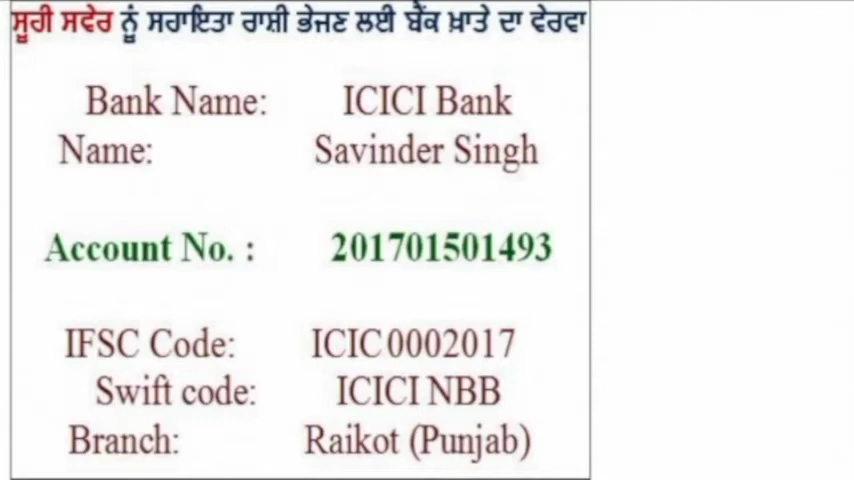 ਸੂਹੀ ਸਵੇਰ ਨੂੰ ਸਹਾਇਤਾ ਰਾਸ਼ੀ ਭੇਜਣ ਲਈ ਬੈਂਕ ਖ਼ਾਤੇ ਦਾ ਵੇਰਵਾ
Bank Name: ICICI Bank
Name: Savinder Singh
Account No. : 201701501493
IFSC Code: ICIC0002017
Swift code: ICICI NBB
Branch: Raikot (Punjab)